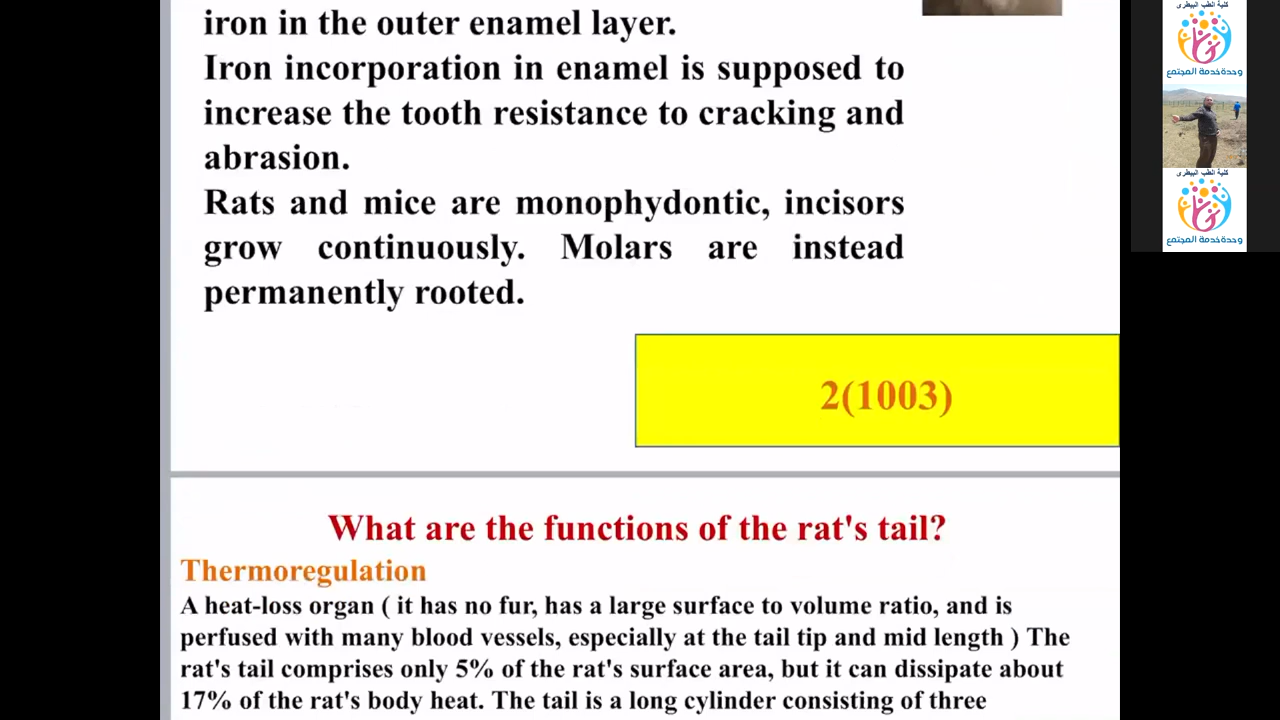 iron in the outer enamel layer.
Iron incorporation in enamel is supposed to
increase the tooth resistance to cracking and
abrasion.
Rats and mice are monophydontic, incisors
grow continuously. Molars are instead
permanently rooted.
2(1003)
What are the functions of the rat's tail?
Thermoregulation
A heat-loss organ ( it has no fur, has a large surface to volume ratio, and is
perfused with many blood vessels, especially at the tail tip and mid length ) The
rat's tail comprises only 5% of the rat's surface area, but it can dissipate about
17% of the rat's body heat. The tail is a long cylinder consisting of three
كلية الطب البيطرى
وحدة خدمة المجتمع
كلية الطب البيطرى
وحدة خدمة المجتمع